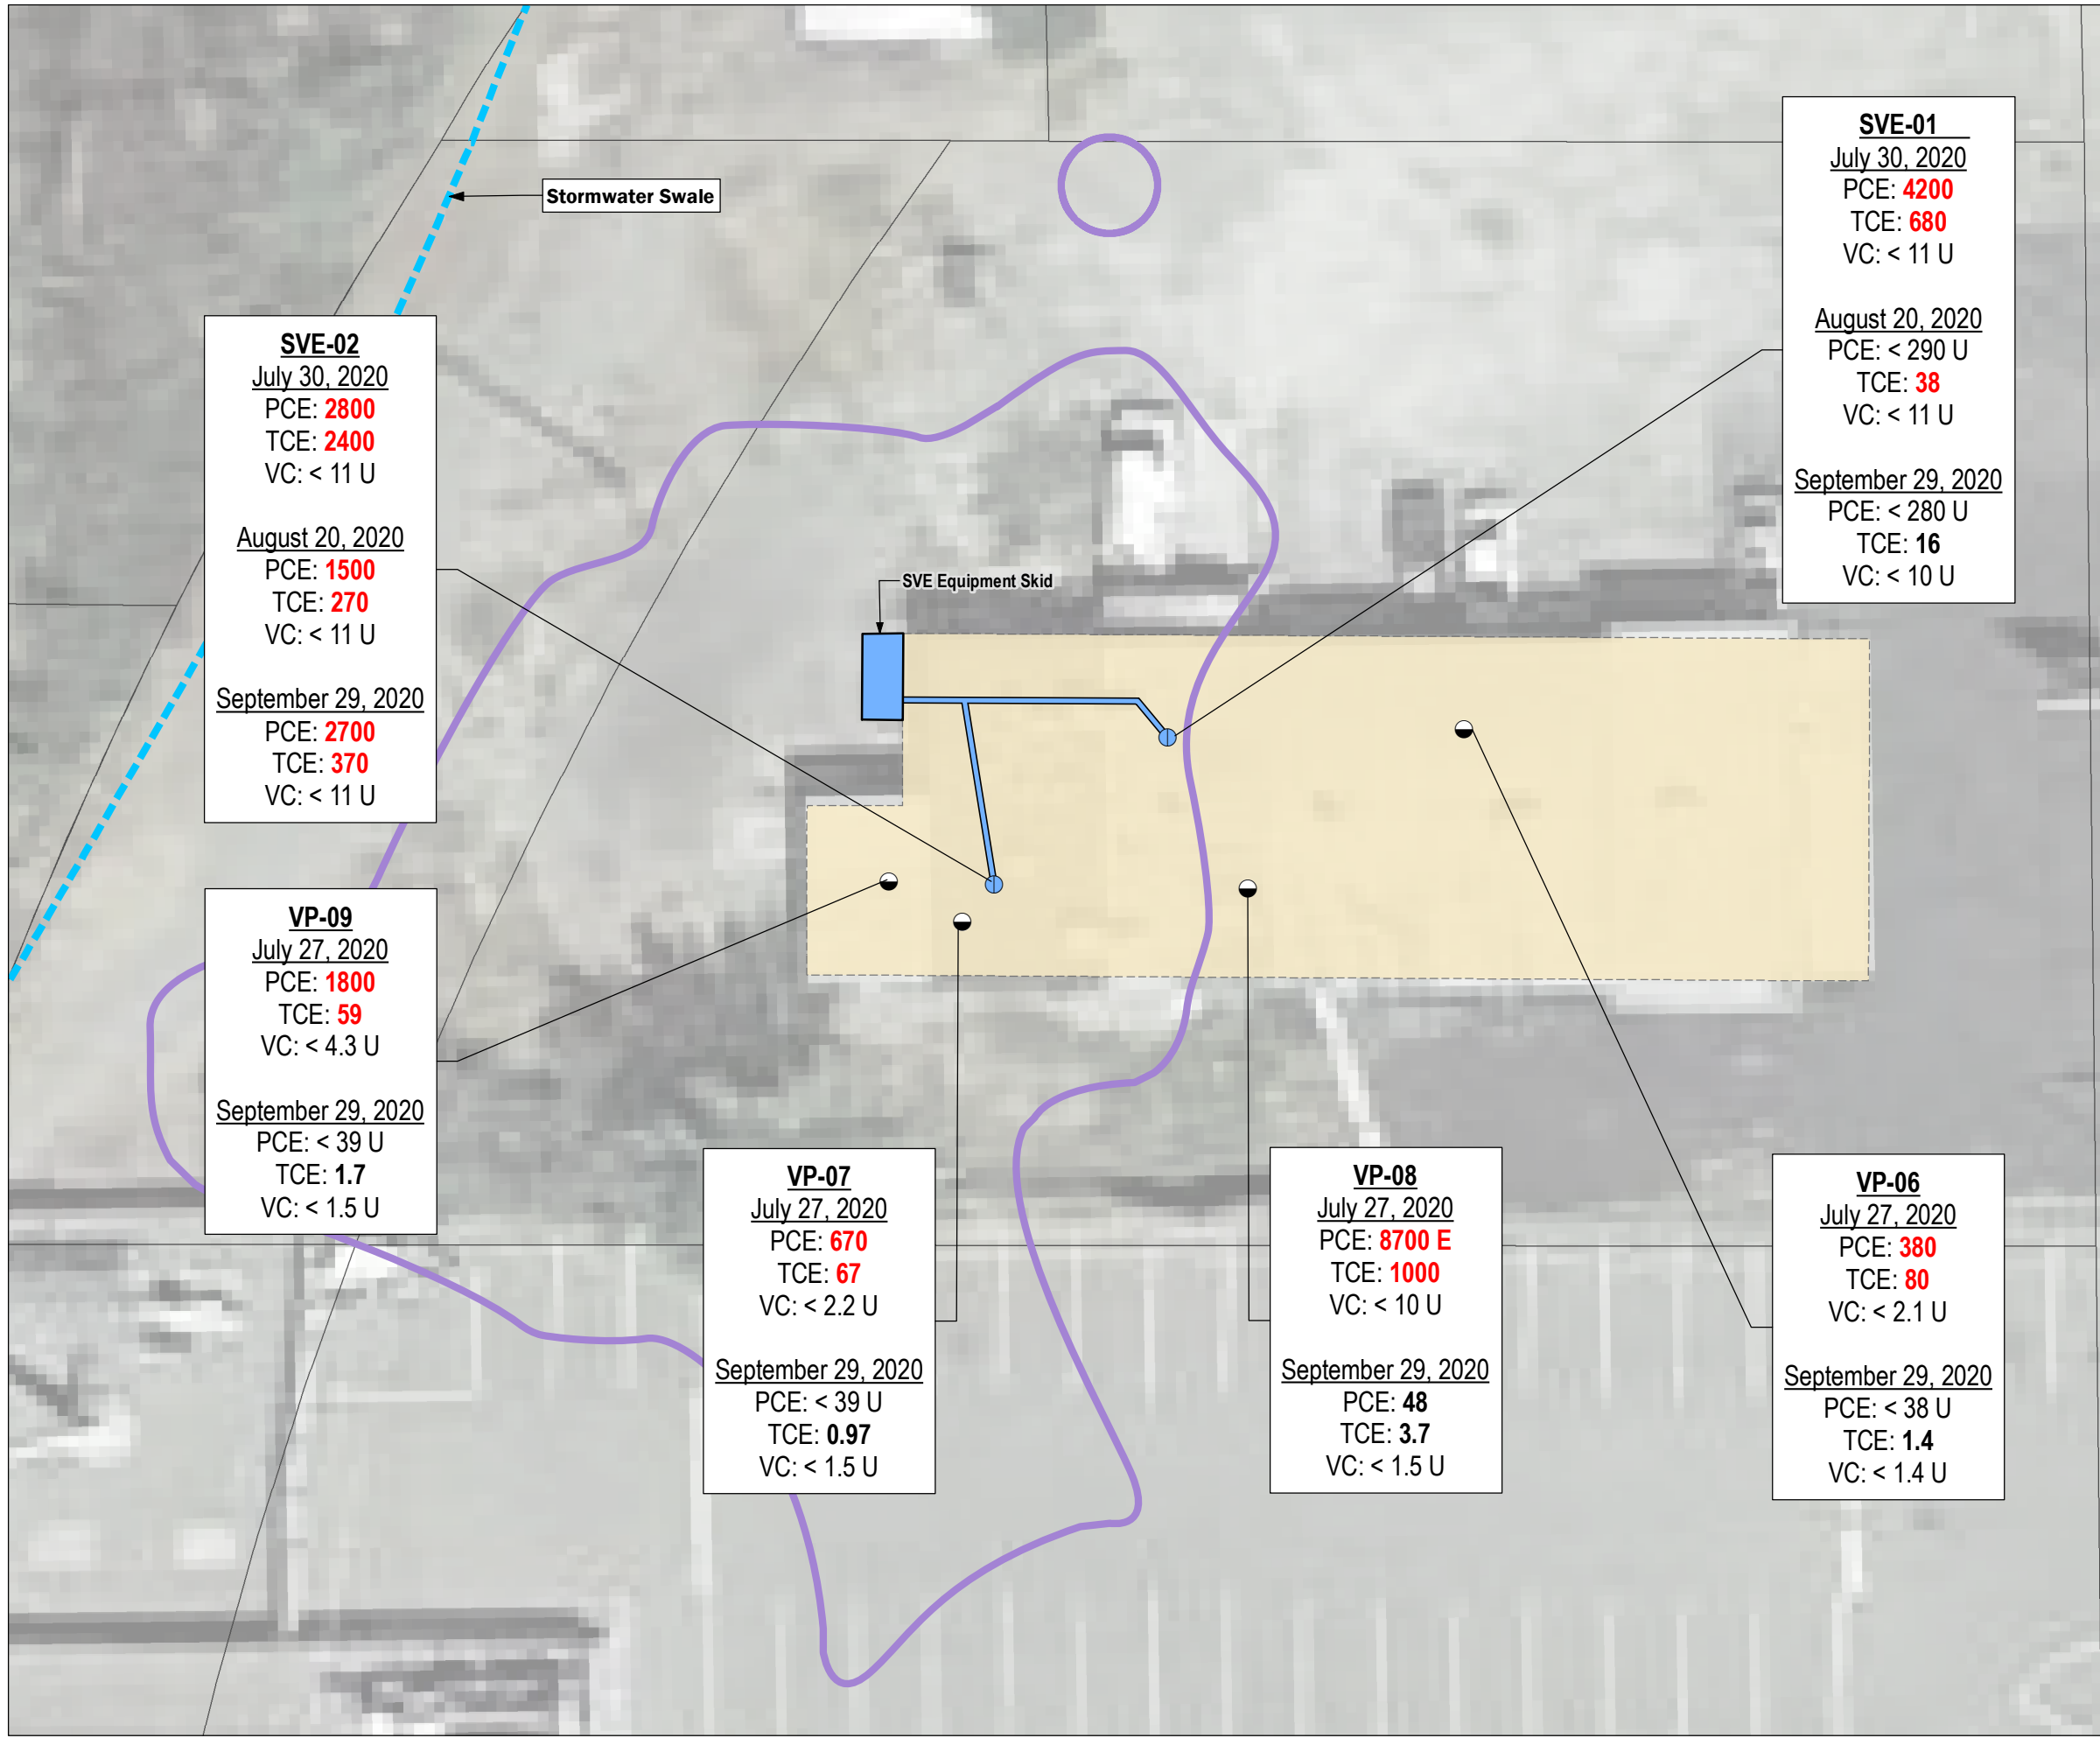 Stormwater Swale
SVE-01
July 30, 2020
PCE: 4200
TCE: 680
VC: < 11 U
August 20, 2020
PCE: < 290 U
TCE: 38
VC: < 11 U
September 29, 2020
PCE: < 280 U
TCE: 16
VC: < 10 U
SVE-02
July 30, 2020
PCE: 2800
TCE: 2400
VC: < 11 U
August 20, 2020
PCE: 1500
TCE: 270
VC: < 11 U
September 29, 2020
PCE: 2700
TCE: 370
VC: < 11 U
SVE Equipment Skid
VP-09
July 27, 2020
PCE: 1800
TCE: 59
VC: < 4.3 U
September 29, 2020
PCE: < 39 U
TCE: 1.7
VC: < 1.5 U
VP-07
July 27, 2020
PCE: 670
TCE: 67
VC: < 2.2 U
September 29, 2020
PCE: < 39 U
TCE: 0.97
VC: < 1.5 U
VP-08
July 27, 2020
PCE: 8700 E
TCE: 1000
VC: < 10 U
September 29, 2020
PCE: 48
TCE: 3.7
VC: < 1.5 U
VP-06
July 27, 2020
PCE: 380
TCE: 80
VC: < 2.1 U
September 29, 2020
PCE: < 38 U
TCE: 1.4
VC: < 1.4 U